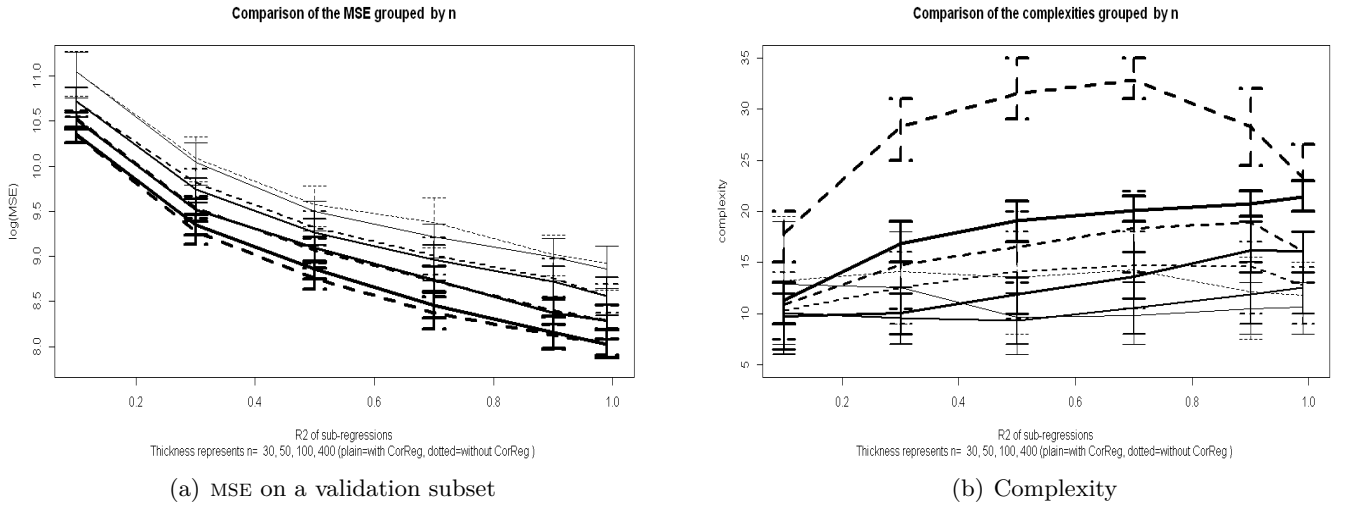 Comparison of the MSE grouped by n
log(MSE)
11.0
10.5
10.0
9.5
9.0
8.5
8.0
0.2 0.4 0.6 0.8 1.0
R2 of sub-regressions
Thickness represents n= 30, 50, 100, 400 (plain=with CorReg, dotted=without CorReg )
(a) MSE on a validation subset
Comparison of the complexities grouped by n
complexity
35
30
25
20
15
10
5
0.2 0.4 0.6 0.8 1.0
R2 of sub-regressions
Thickness represents n= 30, 50, 100, 400 (plain=with CorReg, dotted=without CorReg )
(b) Complexity